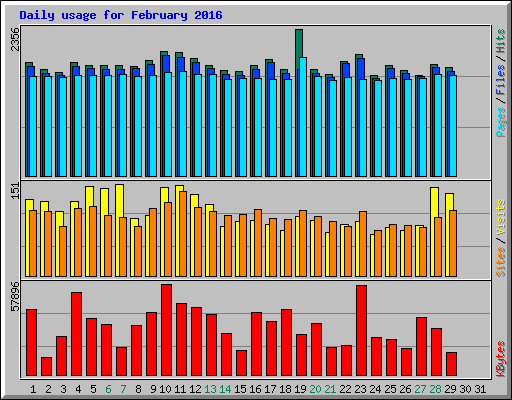 Daily usage for February 2016
2356
Pages / Files / Hits
151
Sites / Visits
57896
KBytes
1 2 3 4 5 6 7 8 9 10 11 12 13 14 15 16 17 18 19 20 21 22 23 24 25 26 27 28 29 30 31